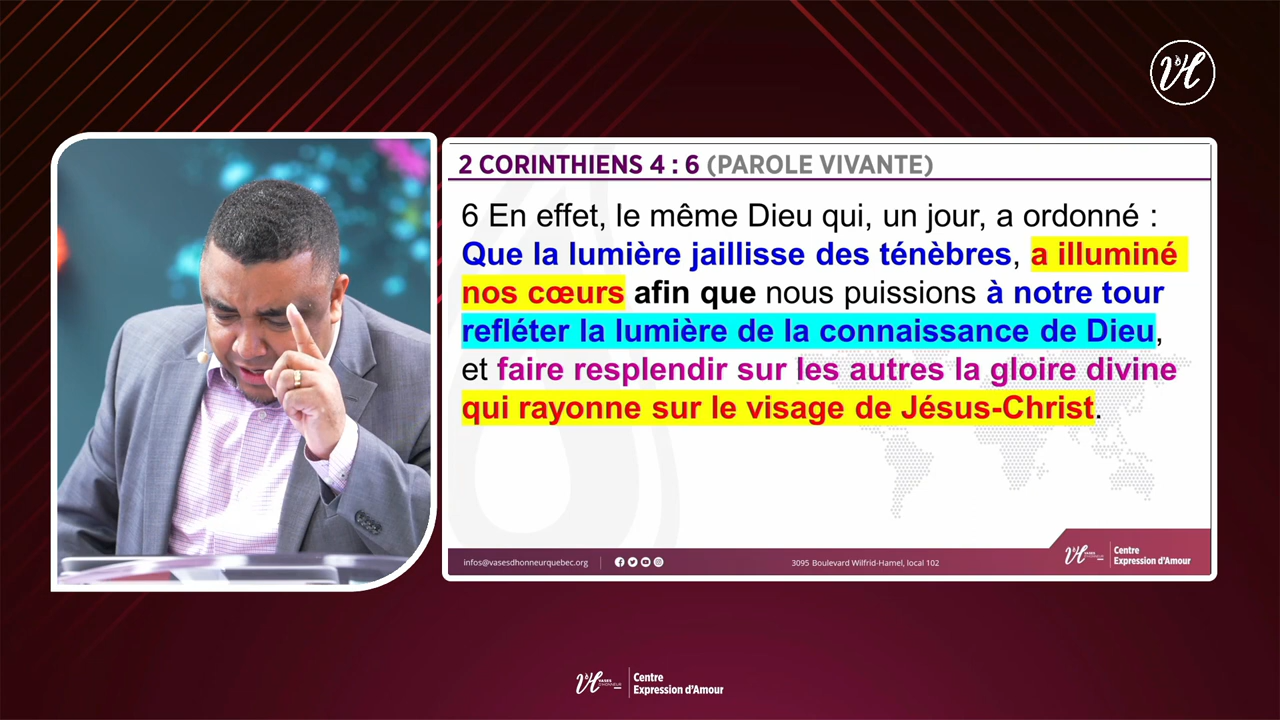 VH
2 CORINTHIENS 4 : 6 (PAROLE VIVANTE)
6 En effet, le même Dieu qui, un jour, a ordonné :
Que la lumière jaillisse des ténèbres, a illuminé
nos cœurs afin que nous puissions à notre tour
refléter la lumière de la connaissance de Dieu,
et faire resplendir sur les autres la gloire divine
qui rayonne sur le visage de Jésus-Christ.
infos@vasesdhonneurquebec.org
3095 Boulevard Wilfrid-Hamel, local 102
VH
Centre
Expression d'Amour
VH
Centre
Expression d'Amour